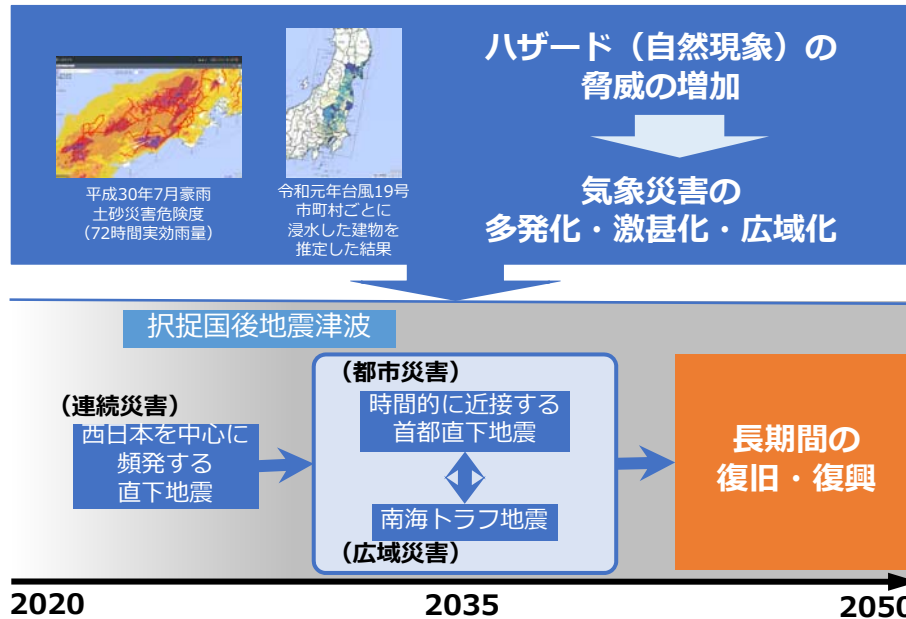 ハザード（自然現象）の
脅威の増加
平成30年7月豪雨
土砂災害危険度
（72時間実効雨量）
令和元年台風19号
市町村ごとに
浸水した建物を
推定した結果
気象災害の
多発化・激甚化・広域化
択捉国後地震津波
（連続災害）
西日本を中心に
頻発する
直下地震
（都市災害）
時間的に近接する
首都直下地震
南海トラフ地震
（広域災害）
長期間の
復旧・復興
2020
2035
2050